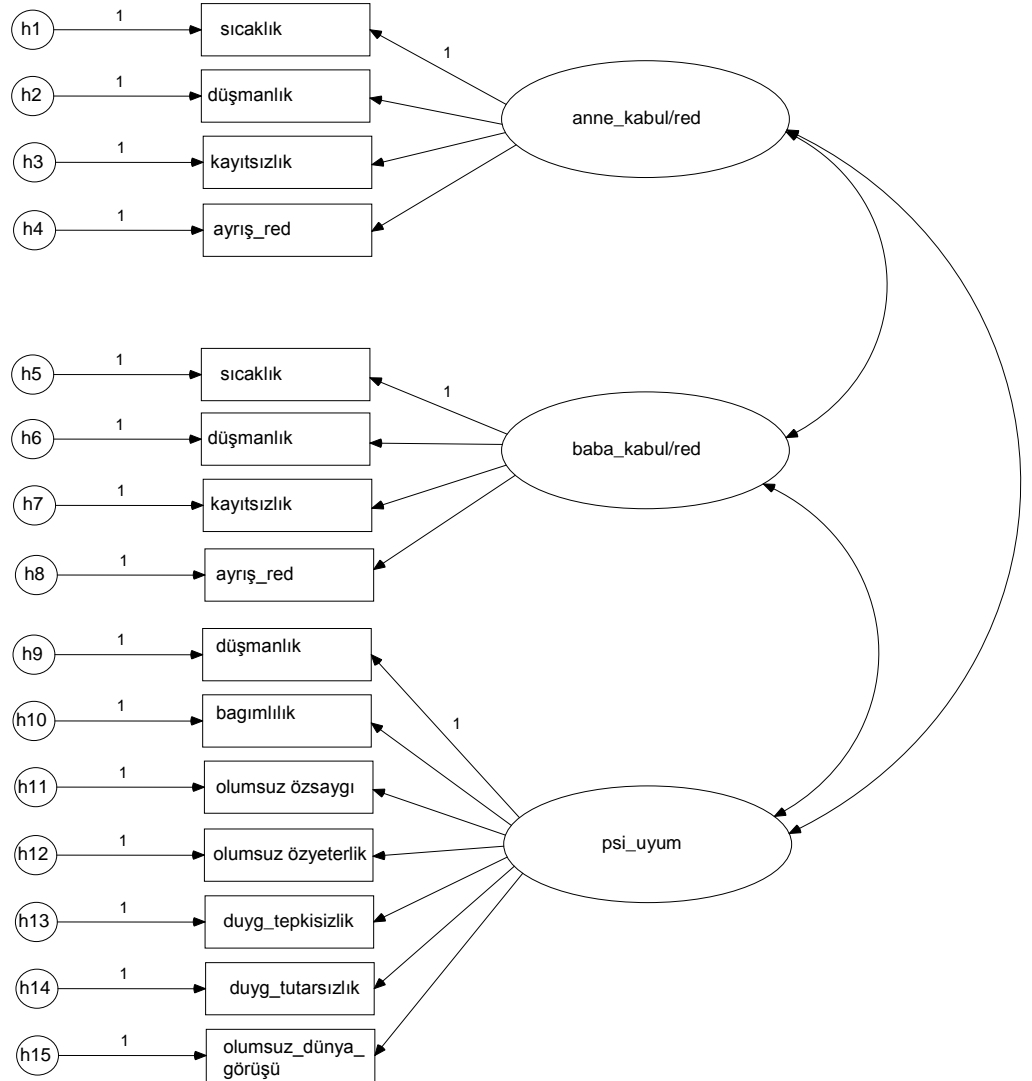 h1 1 sıcaklık
1
h2 1 düşmanlık
anne_kabul/red
h3 1 kayıtsızlık
h4 1 ayrış_red
h5 1 sıcaklık
1
h6 1 düşmanlık
baba_kabul/red
h7 1 kayıtsızlık
h8 1 ayrış_red
h9 1 düşmanlık
h10 1 bagımlılık
1
h11 1 olumsuz özsaygı
h12 1 olumsuz özyeterlik
psi_uyum
h13 1 duyg_tepkisizlik
h14 1 duyg_tutarsızlık
h15 1 olumsuz_dünya_
görüşü